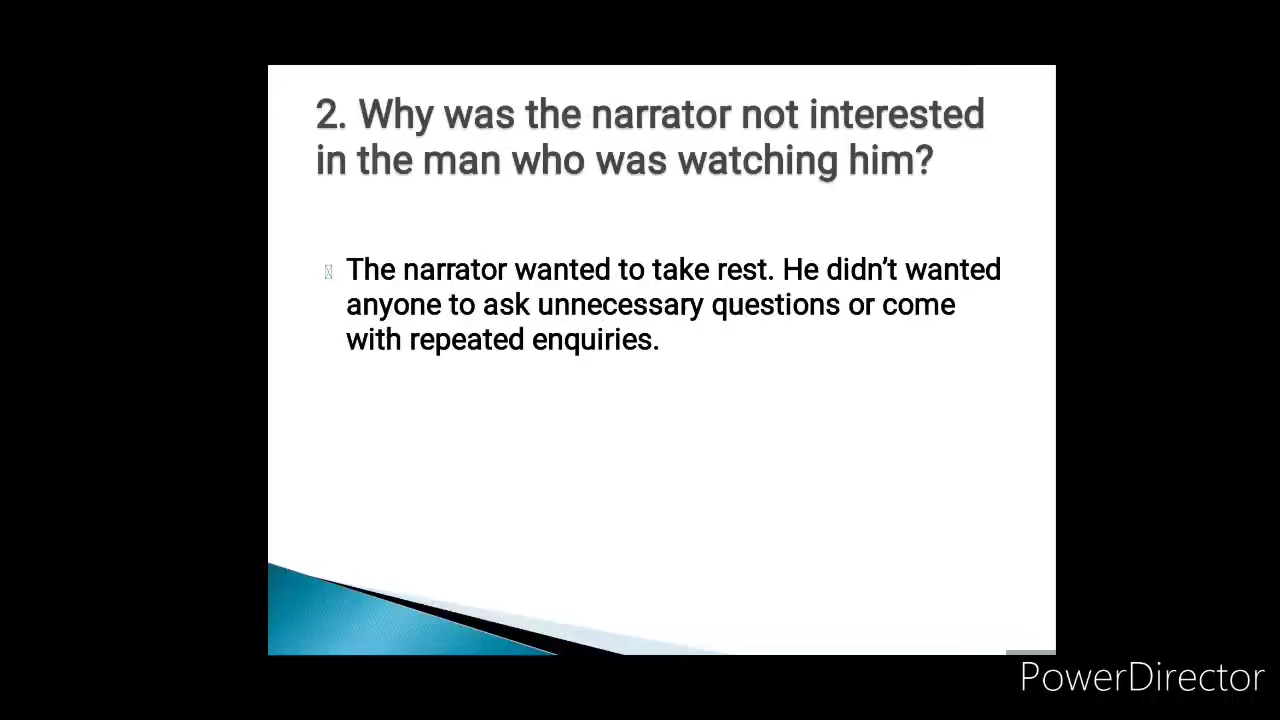 2. Why was the narrator not interested
in the man who was watching him?
The narrator wanted to take rest. He didn’t wanted
anyone to ask unnecessary questions or come
with repeated enquiries.
PowerDirector